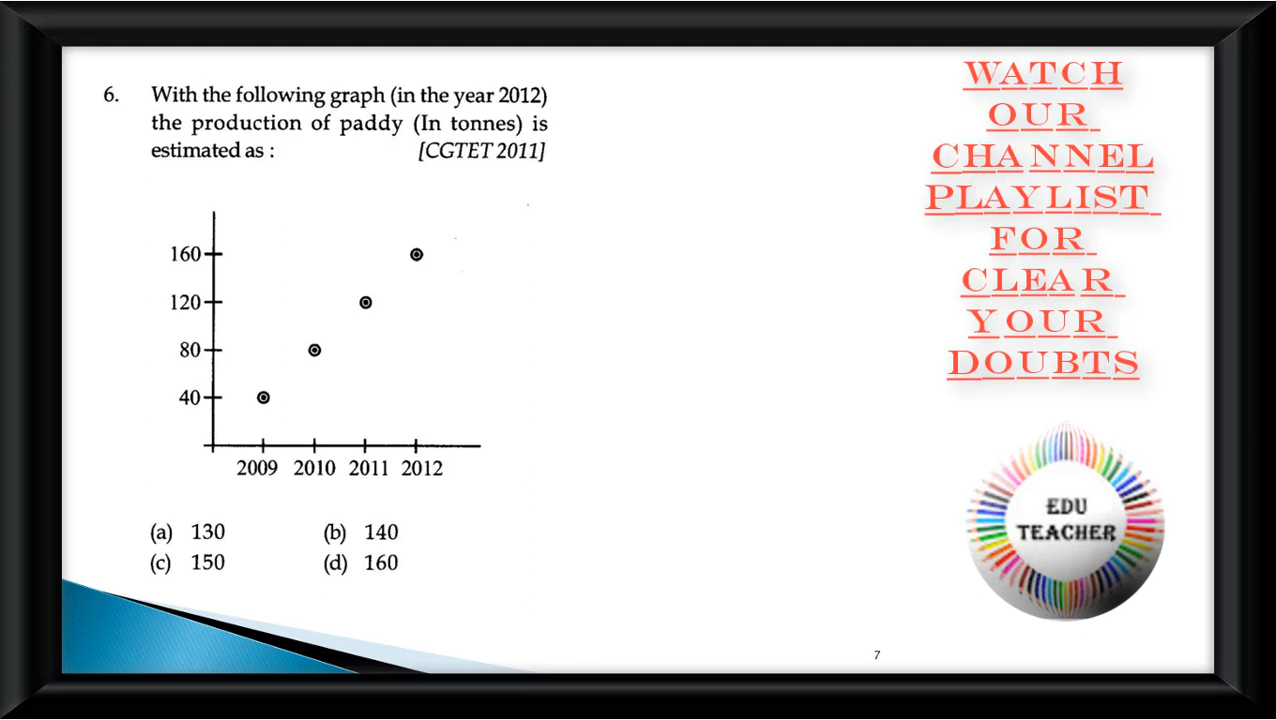 6. With the following graph (in the year 2012)
the production of paddy (In tonnes) is
estimated as : [CGTET 2011]
160
120
80
40
2009 2010 2011 2012
(a) 130 (b) 140
(c) 150 (d) 160
WATCH
OUR
CHANNEL
PLAYLIST
FOR
CLEAR
YOUR
DOUBTS
EDU
TEACHER
7